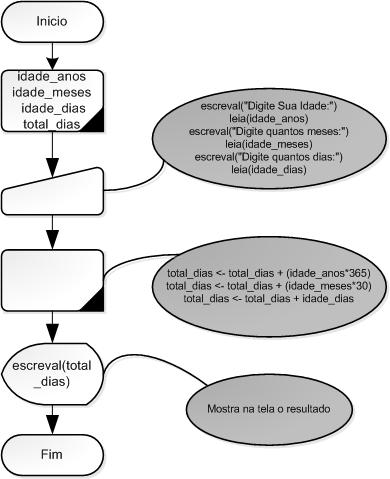 Inicio
idade_anos
idade_meses
idade_dias
total_dias
escreval("Digite Sua Idade:")
leia(idade_anos)
escreval("Digite quantos meses:")
leia(idade_meses)
escreval("Digite quantos dias:")
leia(idade_dias)
total_dias <- total_dias + (idade_anos*365)
total_dias <- total_dias + (idade_meses*30)
total_dias <- total_dias + idade_dias
escreval(total
_dias)
Mostra na tela o resultado
Fim